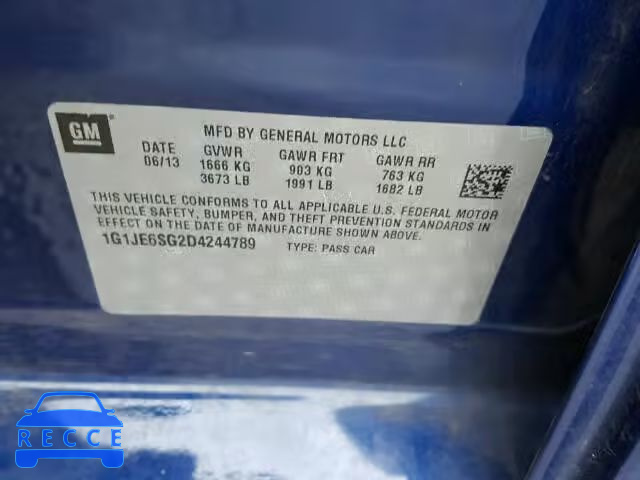 GM
MFD BY GENERAL MOTORS LLC
DATE GVWR GAWR FRT GAWR RR
06/13 1666 KG 903 KG 763 KG
3673 LB 1991 LB 1682 LB
THIS VEHICLE CONFORMS TO ALL APPLICABLE U.S. FEDERAL MOTOR
VEHICLE SAFETY, BUMPER, AND THEFT PREVENTION STANDARDS
IN EFFECT ON THE DATE OF MANUFACTURE SHOWN ABOVE.
1G1JE6SG2D4244789 TYPE: PASS CAR
RECCE